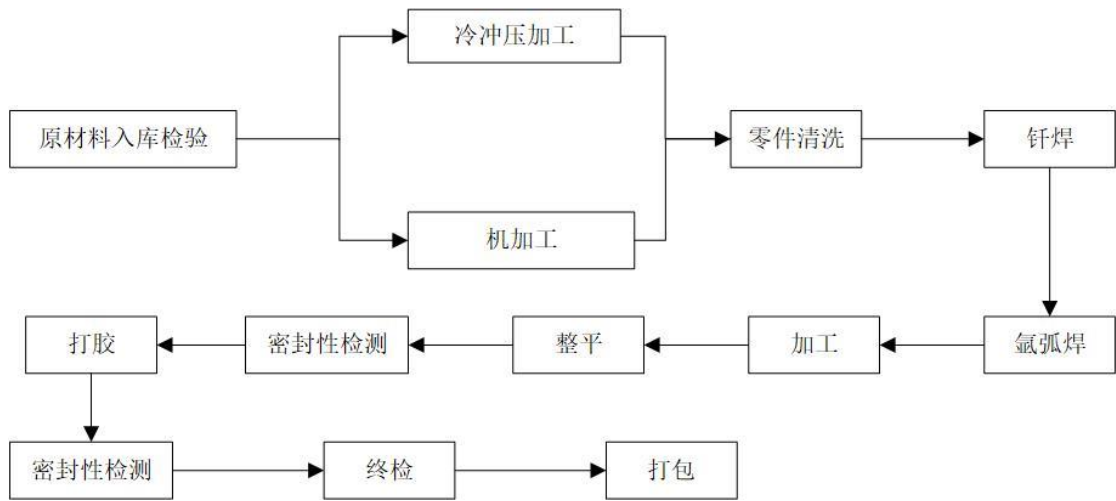 冷冲压加工
原材料入库检验
零件清洗
钎焊
机加工
打胶
密封性检测
整平
加工
氩弧焊
密封性检测
终检
打包